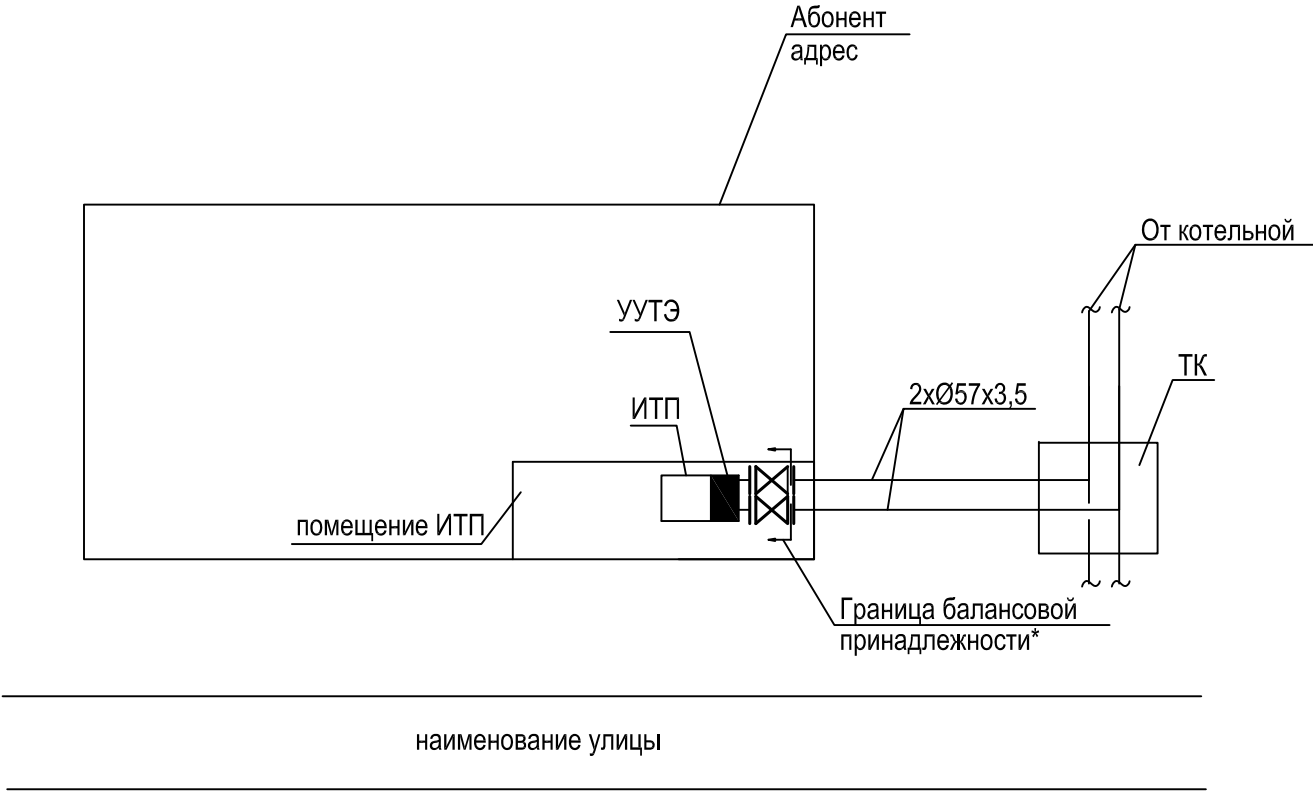 Абонент
адрес
От котельной
УУТЭ
ТК
2хØ57х3,5
ИТП
помещение ИТП
Граница балансовой
принадлежности*
наименование улицы